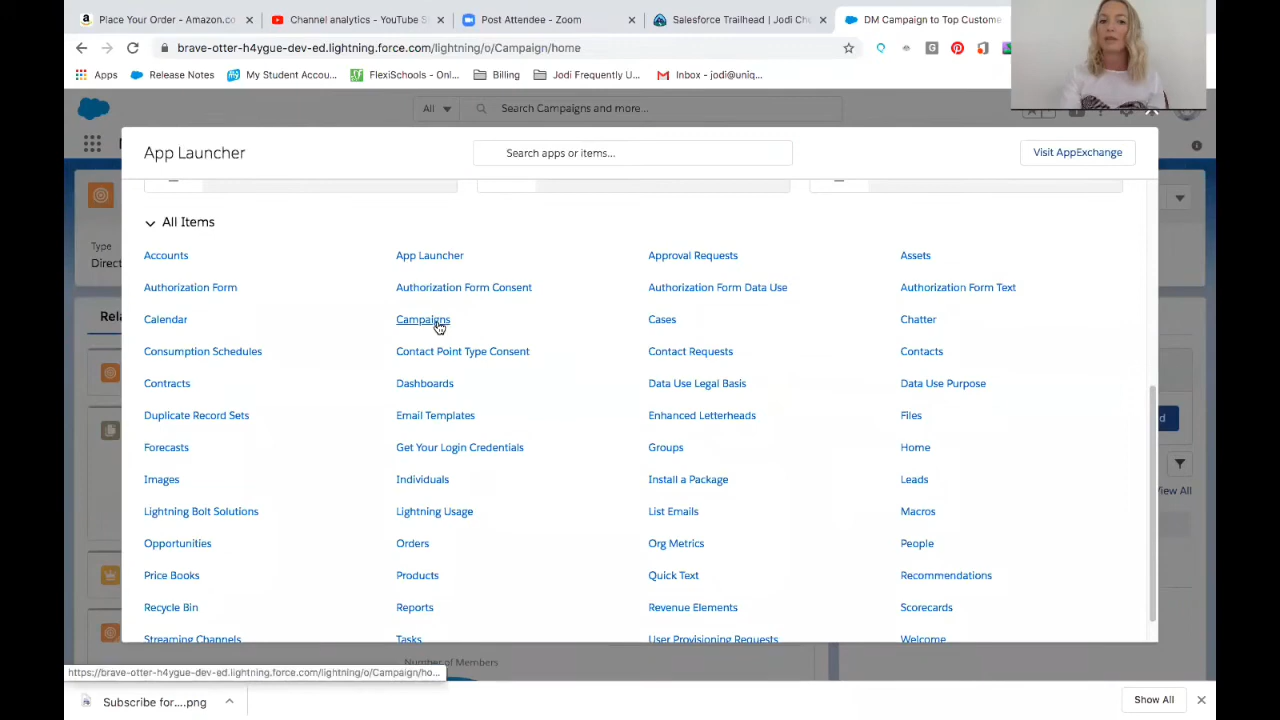 Place Your Order - Amazon.co
Channel analytics - YouTube S
Post Attendee - Zoom
Salesforce Trailhead | Jodi Ch
DM Campaign to Top Custome
brave-otter-h4ygue-dev-ed.lightning.force.com/lightning/o/Campaign/home
Apps
Release Notes
My Student Accou...
FlexiSchools - Onl...
Billing
Jodi Frequently U...
Inbox - jodi@uniq...
All
Search Campaigns and more...
App Launcher
Search apps or items...
Visit AppExchange
All Items
Type
Direct
Rel
Accounts
App Launcher
Approval Requests
Assets
Authorization Form
Authorization Form Consent
Authorization Form Data Use
Authorization Form Text
Calendar
Campaigns
Cases
Chatter
Consumption Schedules
Contact Point Type Consent
Contact Requests
Contacts
Contracts
Dashboards
Data Use Legal Basis
Data Use Purpose
Duplicate Record Sets
Email Templates
Enhanced Letterheads
Files
Forecasts
Get Your Login Credentials
Groups
Home
Images
Individuals
Install a Package
Leads
View All
Lightning Bolt Solutions
Lightning Usage
List Emails
Macros
Opportunities
Orders
Org Metrics
People
Price Books
Products
Quick Text
Recommendations
Recycle Bin
Reports
Revenue Elements
Scorecards
Streaming Channels
Tasks
User Provisioning Requests
Welcome
Number of Members
https://brave-otter-h4ygue-dev-ed.lightning.force.com/lightning/o/Campaign/ho...
Subscribe for....png
Show All